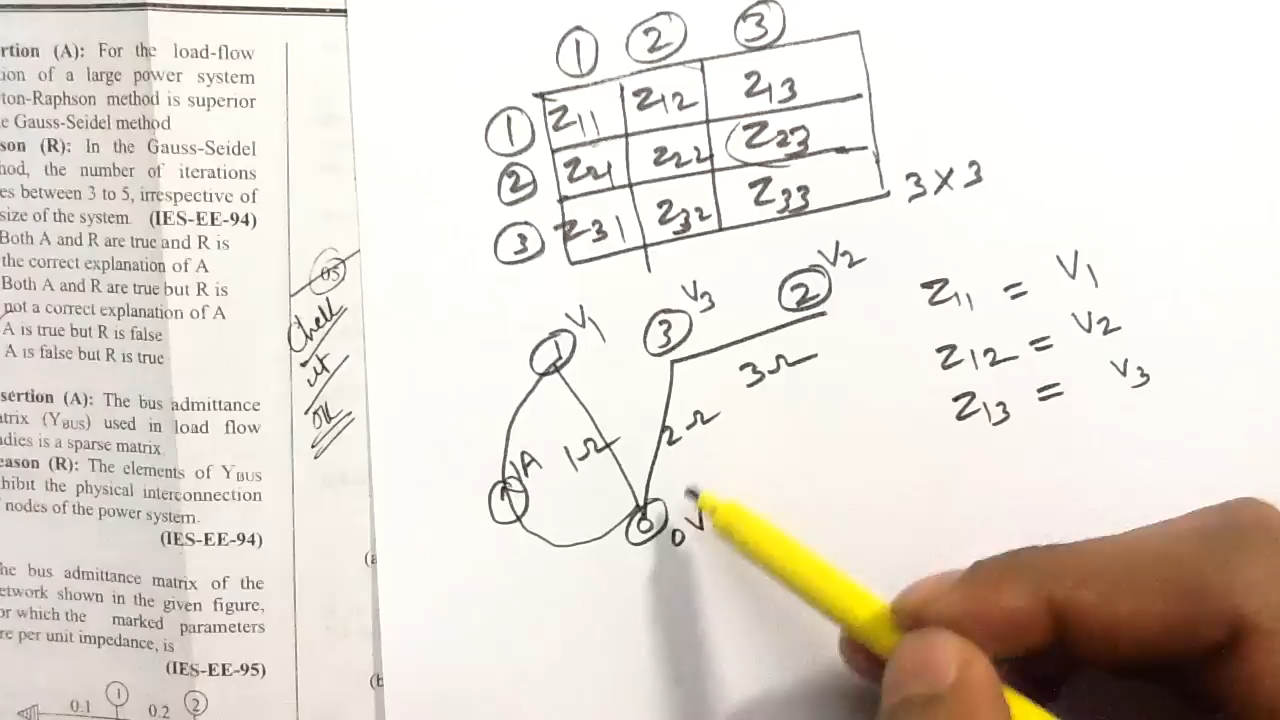 rtion (A): For the load-flow
ion of a large power system
ton-Raphson method is superior
e Gauss-Seidel method
son (R): In the Gauss-Seidel
hod, the number of iterations
es between 3 to 5, irrespective of
size of the system. (IES-EE-94)
Both A and R are true and R is
the correct explanation of A
Both A and R are true but R is
not a correct explanation of A
A is true but R is false
A is false but R is true
sertion (A): The bus admittance
atrix (YBUS) used in load flow
udies is a sparse matrix.
eason (R): The elements of YBUS
hibit the physical interconnection
nodes of the power system.
(IES-EE-94)
he bus admittance matrix of the
etwork shown in the given figure,
or which the marked parameters
re per unit impedance, is
(IES-EE-95)
0.1 1 0.2 2
05
Check
it
OK
(a
(b
1 2 3
1 Z11 Z12 Z13
2 Z21 Z22 Z23
3 Z31 Z32 Z33
3×3
1 V1
3 V3
2 V2
3Ω
2Ω
1Ω
1A
0 0V
Z11 = V1
Z12 = V2
Z13 = V3